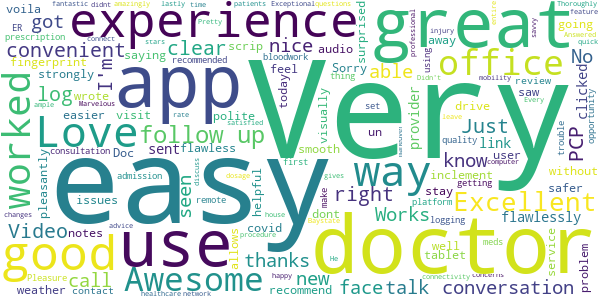 fantastic
didnt
amazingly
lastly
time
patients
Exceptional
questions
Thoroughly
feature
Answered
quick
voila
ER
got
experience
great
surprised
going
every
Pretty
connect
stars
recommended
bloodwork
prescription
convenient
clear
nice
audio
away
office
No
savvy
fingerprint
saying
scrip
able
using
review
professional
injury
mobility
strongly
I'm
wrote
app
Very
feel
today
Sorry
thing
provider
saw
clicked
opportunity
log
easier
visit
polite
visually
drive
trouble
worked
Love
follow up
set
un
quality
Just
link
PCP
computer
consultation
Doc
sent
flawless
smooth
rate
satisfied
first
way
know
user
without
pleasantly
issues
admission
easy
seen
remote
discuss
helpful
make
right
inclement
getting
safer
Excellent
dont
stay
platform
changes
Video
notes
advice
use
covid
house
procedure
allows
dosage
gives
doctor
Works
logging
flawlessly
good
call
Awesome
thanks
new
well
tablet
meds
service
problem
Pleasure
weather
contact
healthcare
network
happy
recommend
He
face
talk
connectivity
concerns
conversation
ample